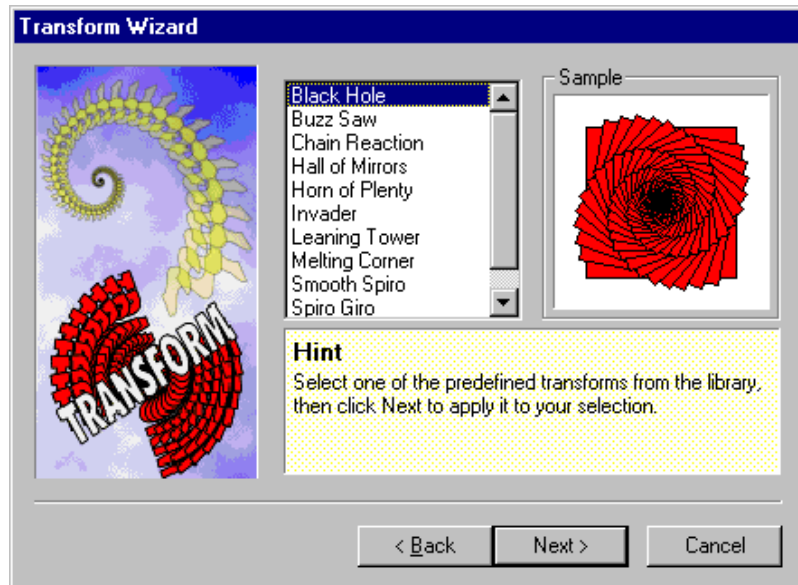 Transform Wizard
TRANSFORM
Black Hole
Buzz Saw
Chain Reaction
Hall of Mirrors
Horn of Plenty
Invader
Leaning Tower
Melting Corner
Smooth Spiro
Spiro Giro
Sample
Hint
Select one of the predefined transforms from the library,
then click Next to apply it to your selection.
< Back
Next >
Cancel